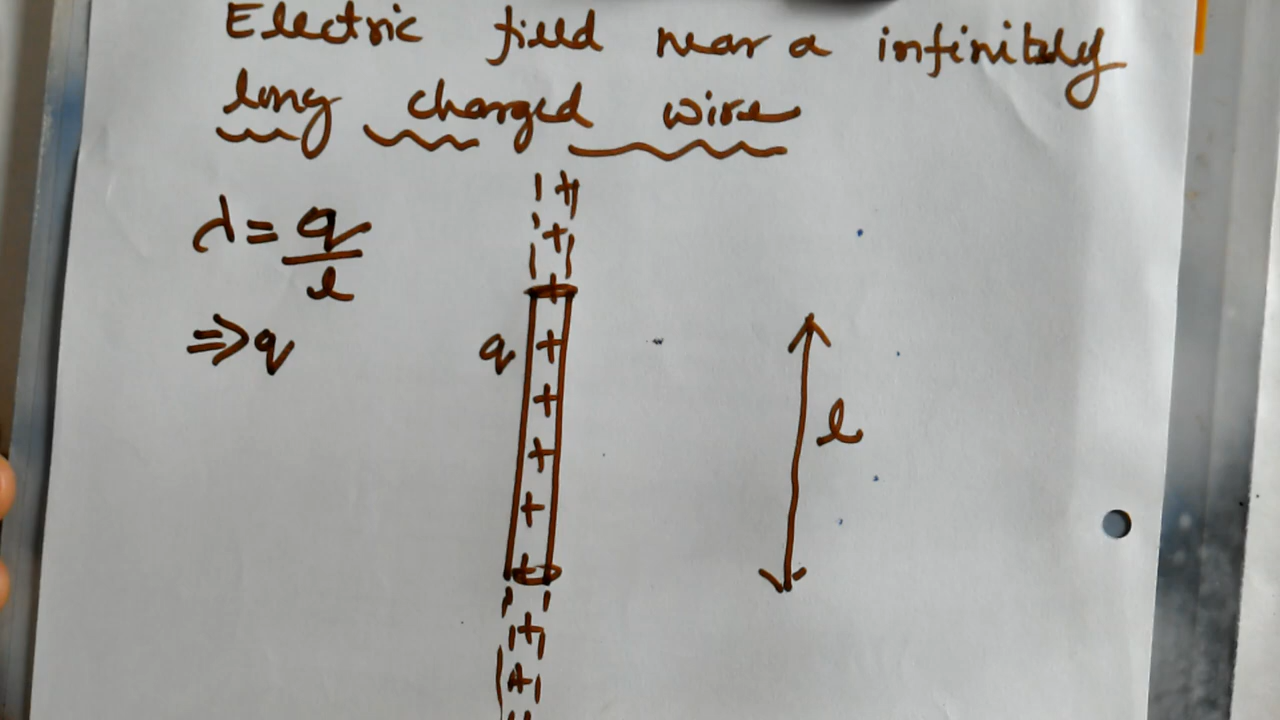 Electric field near a infinitely
long charged wire
λ = q/l
⇒ q
q
l
+
+
+
+
+
+
+
+
+
+